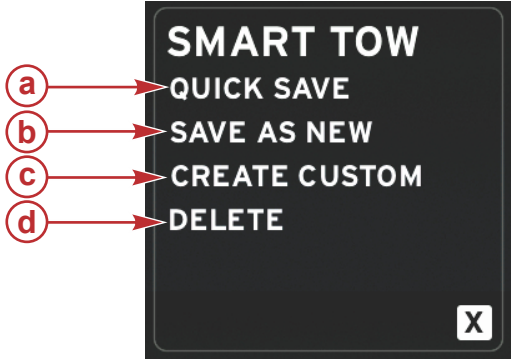 SMART TOW
a QUICK SAVE
b SAVE AS NEW
c CREATE CUSTOM
d DELETE
X